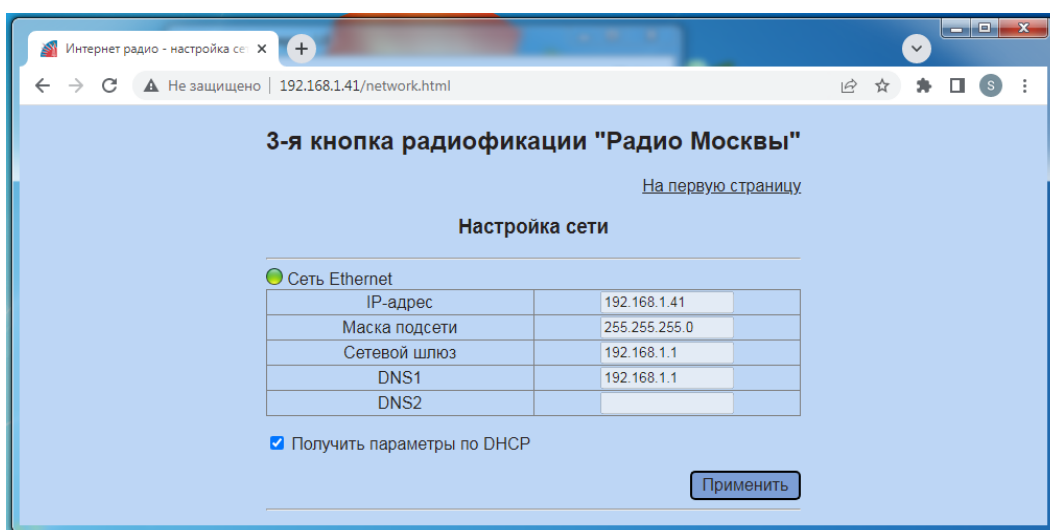 Интернет радио - настройка се
Не защищено | 192.168.1.41/network.html
S
3-я кнопка радиофикации "Радио Москвы"
На первую страницу
Настройка сети
Сеть Ethernet
IP-адрес 192.168.1.41
Маска подсети 255.255.255.0
Сетевой шлюз 192.168.1.1
DNS1 192.168.1.1
DNS2
Получить параметры по DHCP
Применить